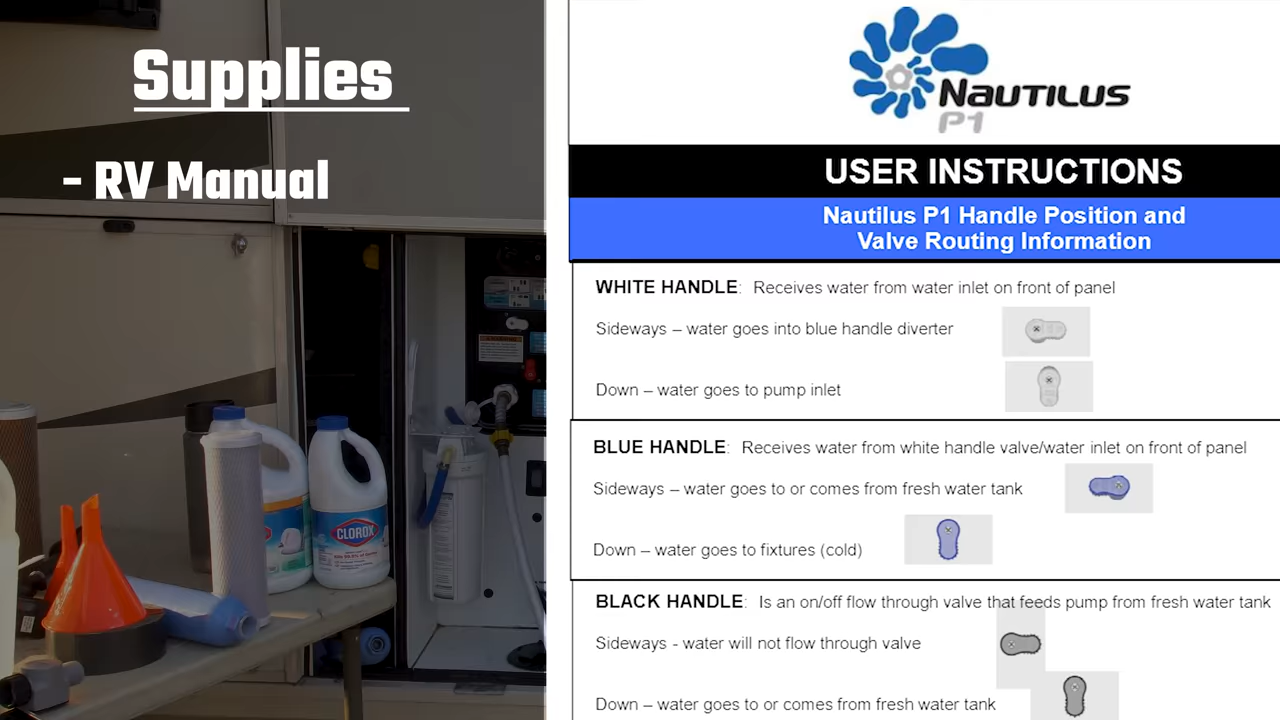 Supplies
- RV Manual
CLOROX
NAUTILUS
P1
USER INSTRUCTIONS
Nautilus P1 Handle Position and
Valve Routing Information
WHITE HANDLE: Receives water from water inlet on front of panel
Sideways – water goes into blue handle diverter
Down – water goes to pump inlet
BLUE HANDLE: Receives water from white handle valve/water inlet on front of panel
Sideways – water goes to or comes from fresh water tank
Down – water goes to fixtures (cold)
BLACK HANDLE: Is an on/off flow through valve that feeds pump from fresh water tank
Sideways - water will not flow through valve
Down – water goes to or comes from fresh water tank